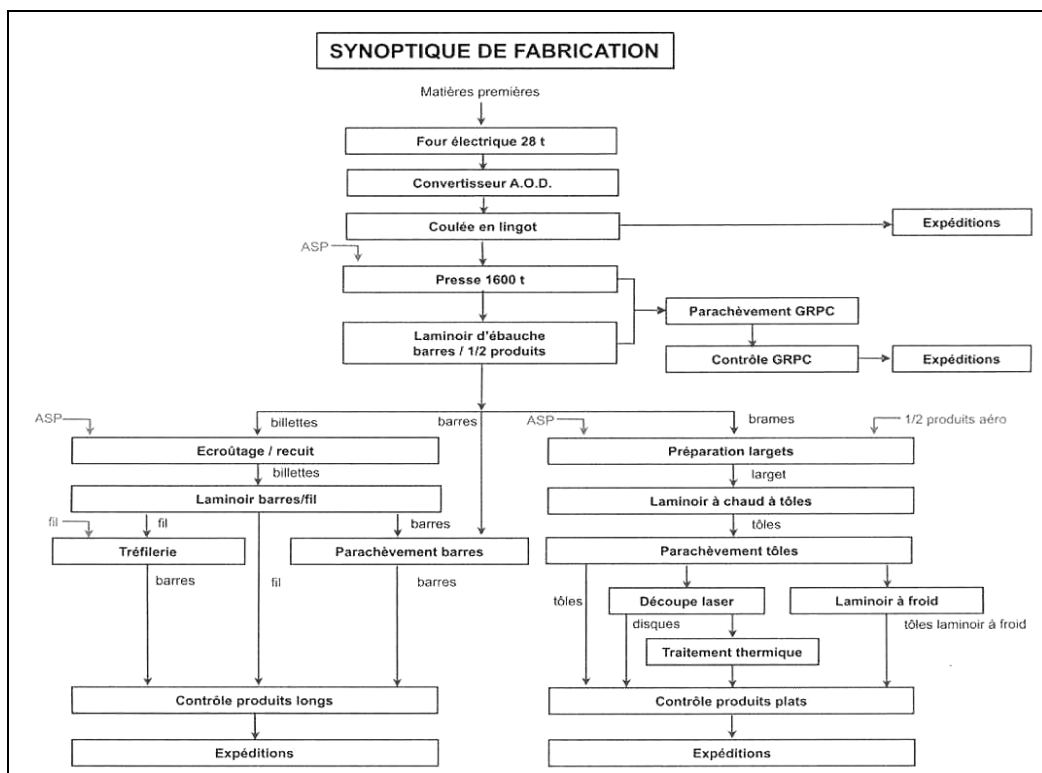 SYNOPTIQUE DE FABRICATION
Matières premières
Four électrique 28 t
Convertisseur A.O.D.
Coulée en lingot
Expéditions
ASP
Presse 1600 t
Parachèvement GRPC
Laminoir d'ébauche
barres / 1/2 produits
Contrôle GRPC
Expéditions
ASP
billettes
barres
ASP
brames
1/2 produits aéro
Ecroûtage / recuit
Préparation largets
billettes
larget
Laminoir barres/fil
Laminoir à chaud à tôles
fil
fil
barres
tôles
Tréfilerie
Parachèvement barres
Parachèvement tôles
barres
fil
barres
tôles
Découpe laser
Laminoir à froid
disques
tôles laminoir à froid
Traitement thermique
Contrôle produits longs
Contrôle produits plats
Expéditions
Expéditions